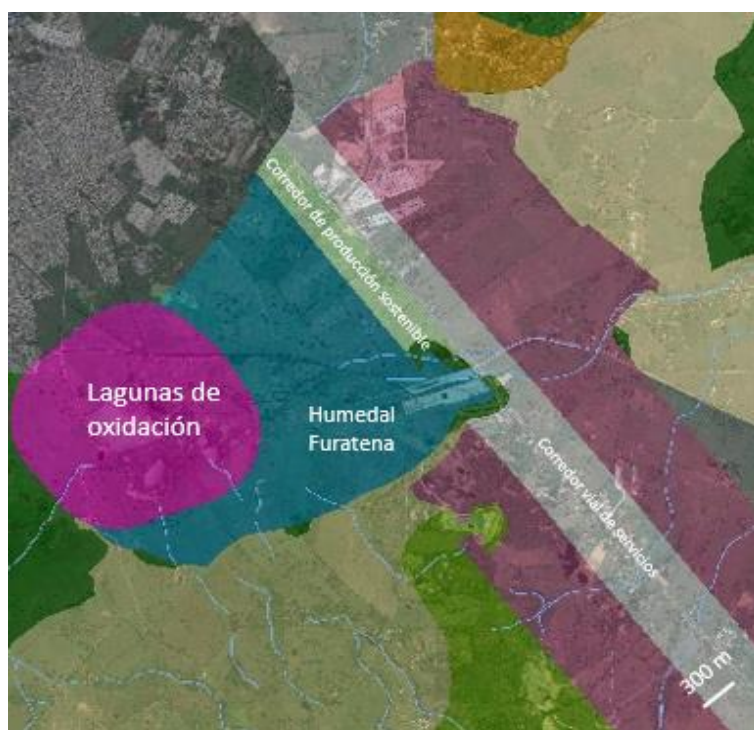 Corredor de producción sostenible
Lagunas de
oxidación
Humedal
Furatena
Corredor vial de servicios
300 m